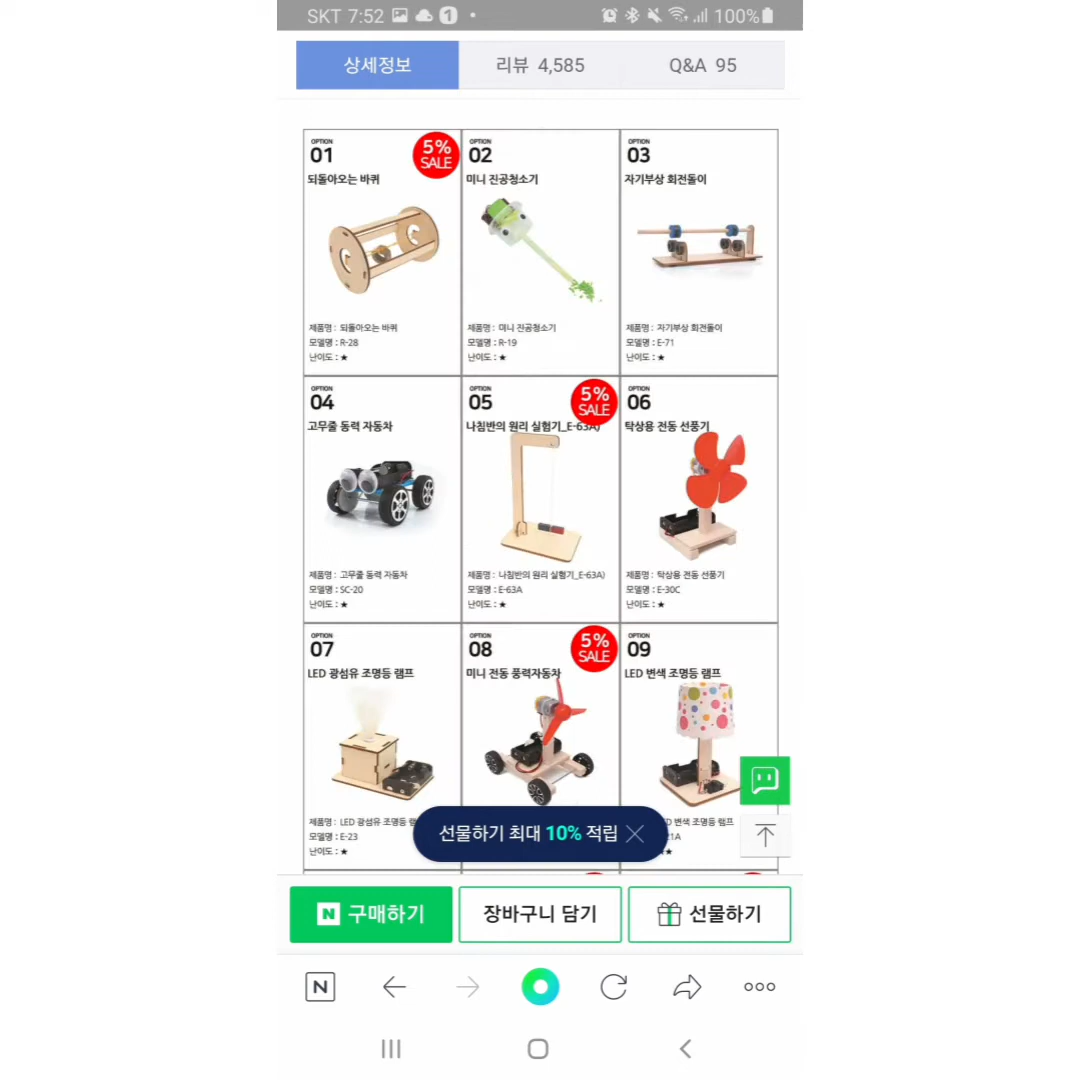 SKT 7:52
1
100%
상세정보
리뷰 4,585
Q&A 95
OPTION
01
되돌아오는 바퀴
5%
SALE
제품명 : 되돌아오는 바퀴
모델명 : R-28
난이도 : ★
OPTION
02
미니 진공청소기
제품명 : 미니 진공청소기
모델명 : R-19
난이도 : ★
OPTION
03
자기부상 회전돌이
제품명 : 자기부상 회전돌이
모델명 : E-71
난이도 : ★
OPTION
04
고무줄 동력 자동차
제품명 : 고무줄 동력 자동차
모델명 : SC-20
난이도 : ★
OPTION
05
나침반의 원리 실험기_E-63A)
5%
SALE
제품명 : 나침반의 원리 실험기_E-63A)
모델명 : E-63A
난이도 : ★
OPTION
06
탁상용 전동 선풍기
제품명 : 탁상용 전동 선풍기
모델명 : E-30C
난이도 : ★
OPTION
07
LED 광섬유 조명등 램프
제품명 : LED 광섬유 조명등
모델명 : E-23
난이도 : ★
OPTION
08
미니 전동 풍력자동차
5%
SALE
OPTION
09
LED 변색 조명등 램프
변색 조명등 램프
21A
★
선물하기 최대 10% 적립
N 구매하기
장바구니 담기
선물하기
N